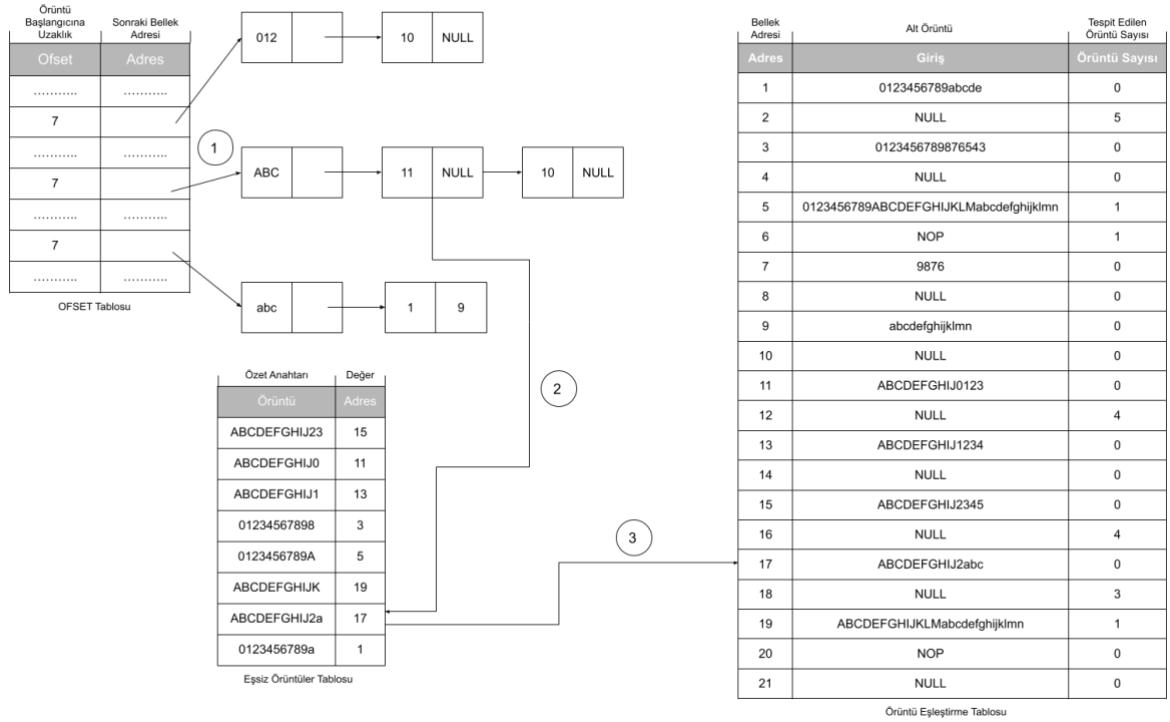 Örüntü
Başlangıcına
Uzaklık
Sonraki Bellek
Adresi
Ofset Adres
……….. ………..
7
……….. ………..
7
……….. ………..
7
……….. ………..
OFSET Tablosu
012
10 NULL
1
ABC
11 NULL
10 NULL
abc
1 9
2
3
Özet Anahtarı Değer
Örüntü Adres
ABCDEFGHIJ23 15
ABCDEFGHIJ0 11
ABCDEFGHIJ1 13
01234567898 3
0123456789A 5
ABCDEFGHIJK 19
ABCDEFGHIJ2a 17
0123456789a 1
Eşsiz Örüntüler Tablosu
Bellek
Adresi
Alt Örüntü
Tespit Edilen
Örüntü Sayısı
Adres Giriş Örüntü Sayısı
1 0123456789abcde 0
2 NULL 5
3 0123456789876543 0
4 NULL 0
5 0123456789ABCDEFGHIJKLMabcdefghijklmn 1
6 NOP 1
7 9876 0
8 NULL 0
9 abcdefghijklmn 0
10 NULL 0
11 ABCDEFGHIJ0123 0
12 NULL 4
13 ABCDEFGHIJ1234 0
14 NULL 0
15 ABCDEFGHIJ2345 0
16 NULL 4
17 ABCDEFGHIJ2abc 0
18 NULL 3
19 ABCDEFGHIJKLMabcdefghijklmn 1
20 NOP 0
21 NULL 0
Örüntü Eşleştirme Tablosu